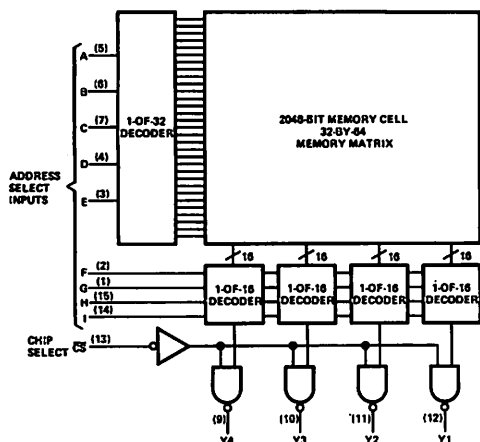 A (5)
B (6)
C (7)
D (4)
E (3)
1-OF-32
DECODER
2048-BIT MEMORY CELL
32-BY-64
MEMORY MATRIX
ADDRESS
SELECT
INPUTS
16
16
16
16
F (2)
G (1)
H (15)
I (14)
1-OF-16
DECODER
1-OF-16
DECODER
1-OF-16
DECODER
1-OF-16
DECODER
CHIP
SELECT CS (13)
(9)
(10)
(11)
(12)
Y4
Y3
Y2
Y1